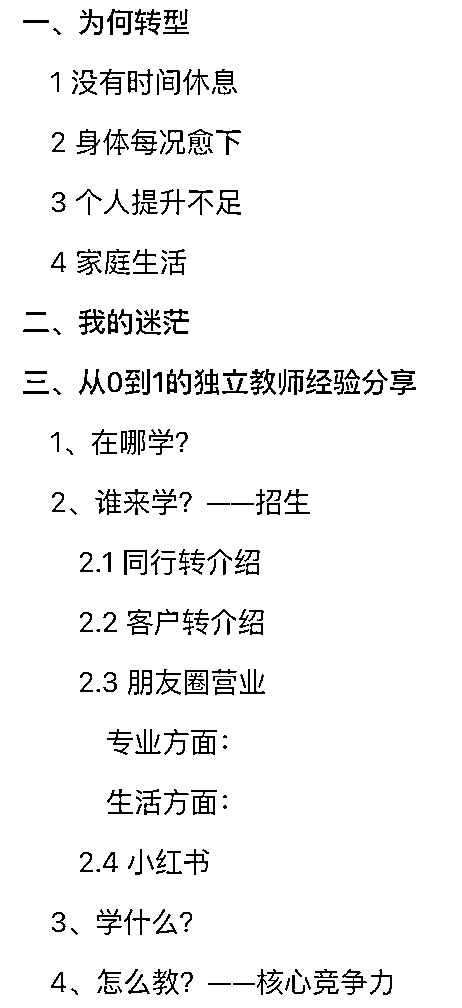 一、为何转型
1 没有时间休息
2 身体每况愈下
3 个人提升不足
4 家庭生活
二、我的迷茫
三、从0到1的独立教师经验分享
1、在哪学?
2、谁来学? ——招生
2.1 同行转介绍
2.2 客户转介绍
2.3 朋友圈营业
专业方面:
生活方面:
2.4 小红书
3、学什么?
4、怎么教? ——核心竞争力